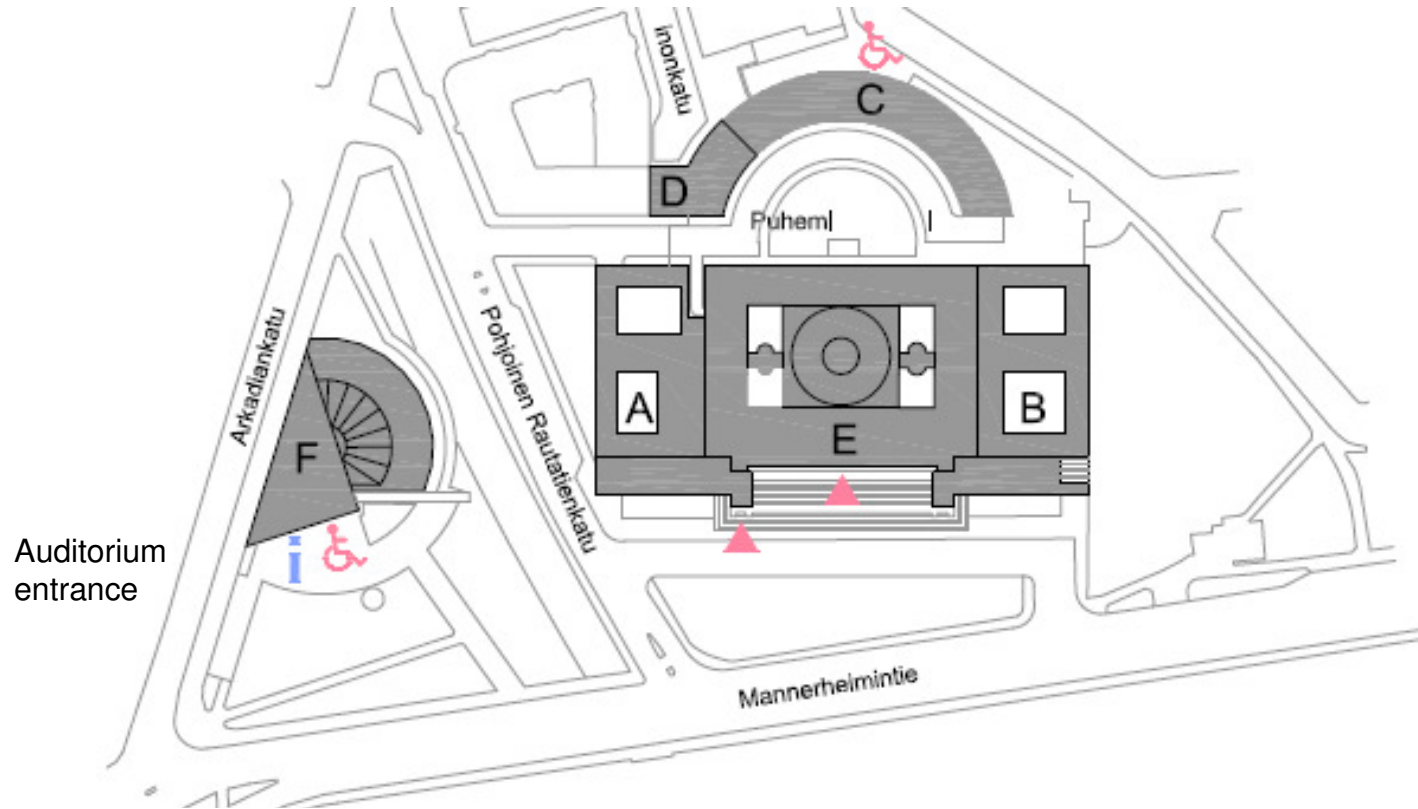 inonkatu
C
D
Puhem
A
B
E
F
Arkadiankatu
Pohjoinen Rautatienkatu
Auditorium
entrance
i
Mannerheimintie